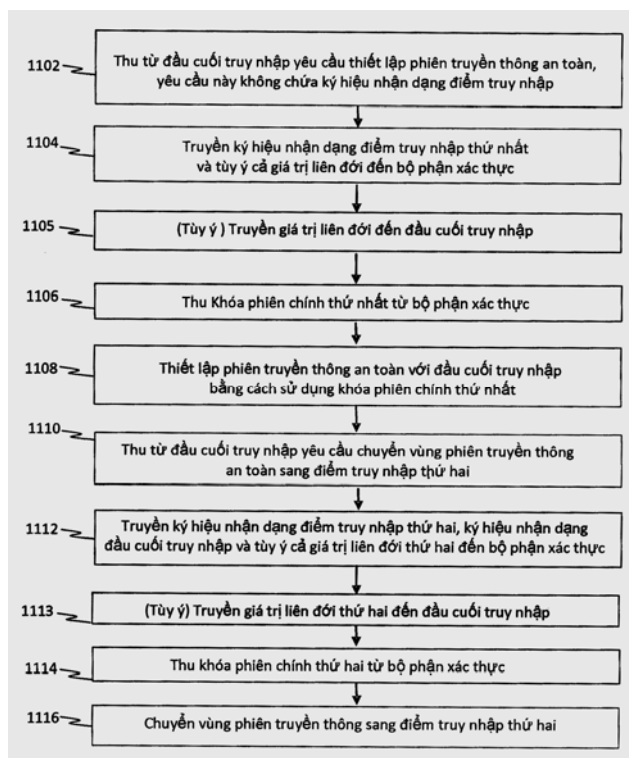 1102
Thu từ đầu cuối truy nhập yêu cầu thiết lập phiên truyền thông an toàn,
yêu cầu này không chứa ký hiệu nhận dạng điểm truy nhập
1104
Truyền ký hiệu nhận dạng điểm truy nhập thứ nhất
và tùy ý cả giá trị liên đới đến bộ phận xác thực
1105
(Tùy ý ) Truyền giá trị liên đới đến đầu cuối truy nhập
1106
Thu Khóa phiên chính thứ nhất từ bộ phận xác thực
1108
Thiết lập phiên truyền thông an toàn với đầu cuối truy nhập
bằng cách sử dụng khóa phiên chính thứ nhất
1110
Thu từ đầu cuối truy nhập yêu cầu chuyển vùng phiên truyền thông
an toàn sang điểm truy nhập thứ hai
1112
Truyền ký hiệu nhận dạng điểm truy nhập thứ hai, ký hiệu nhận dạng
đầu cuối truy nhập và tùy ý cả giá trị liên đới thứ hai đến bộ phận xác thực
1113
(Tùy ý) Truyền giá trị liên đới thứ hai đến đầu cuối truy nhập
1114
Thu khóa phiên chính thứ hai từ bộ phận xác thực
1116
Chuyển vùng phiên truyền thông sang điểm truy nhập thứ hai